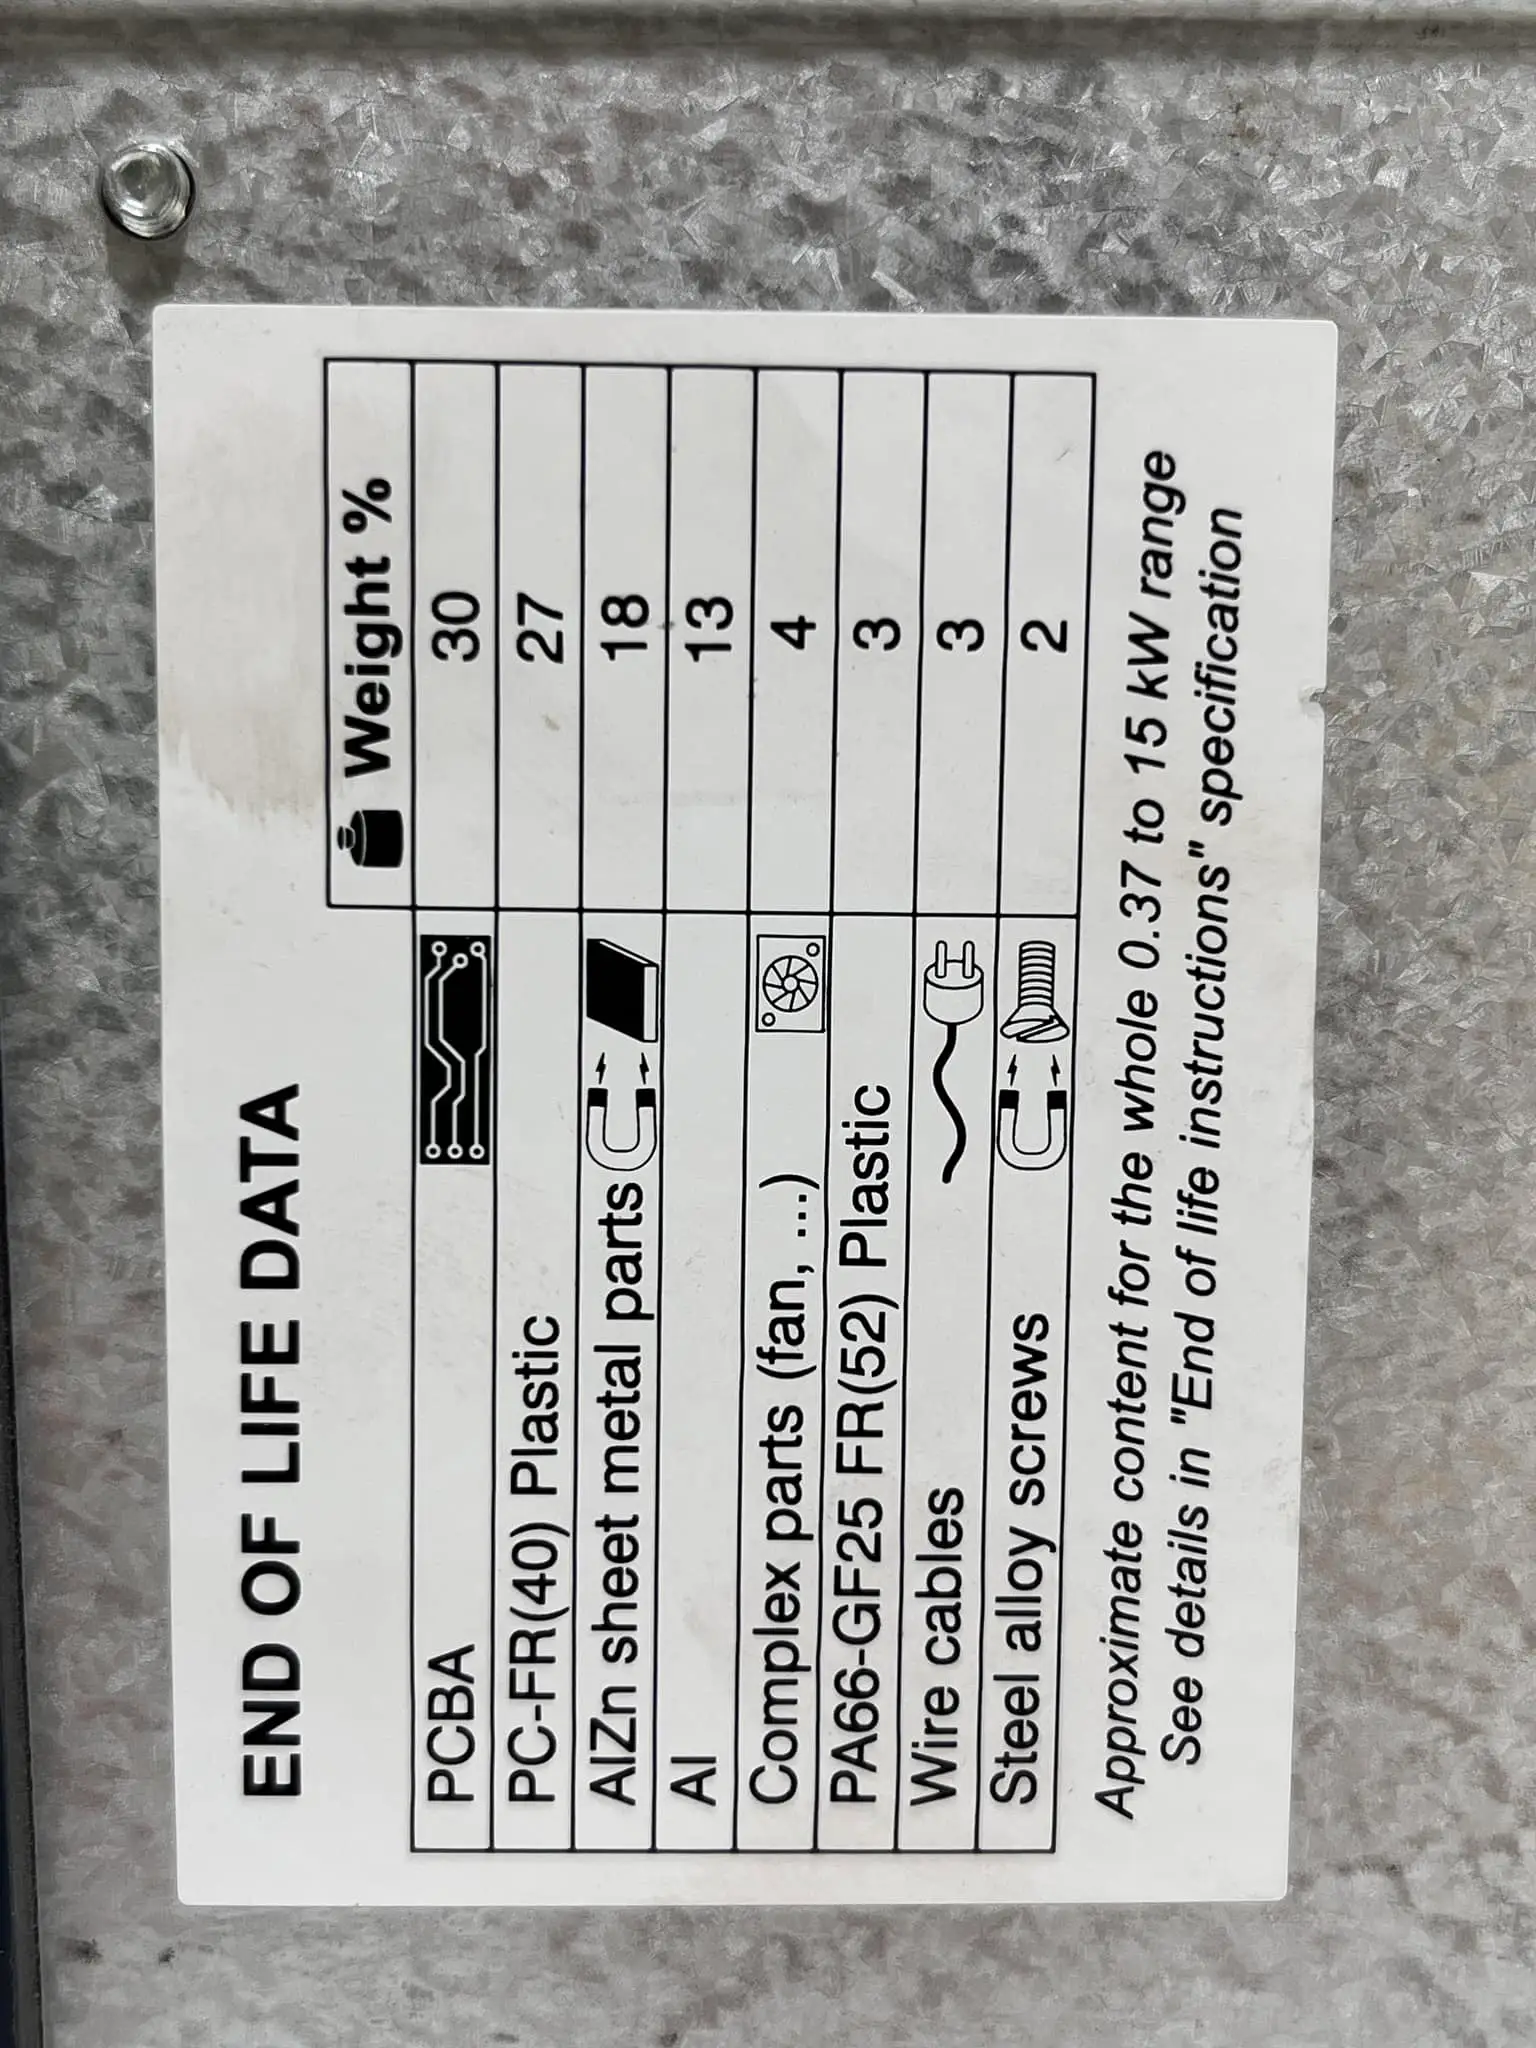 END OF LIFE DATA
Weight %
PCBA 30
PC-FR(40) Plastic 27
AlZn sheet metal parts 18
Al 13
Complex parts (fan, ...) 4
PA66-GF25 FR(52) Plastic 3
Wire cables 3
Steel alloy screws 2
Approximate content for the whole 0.37 to 15 kW range
See details in "End of life instructions" specification